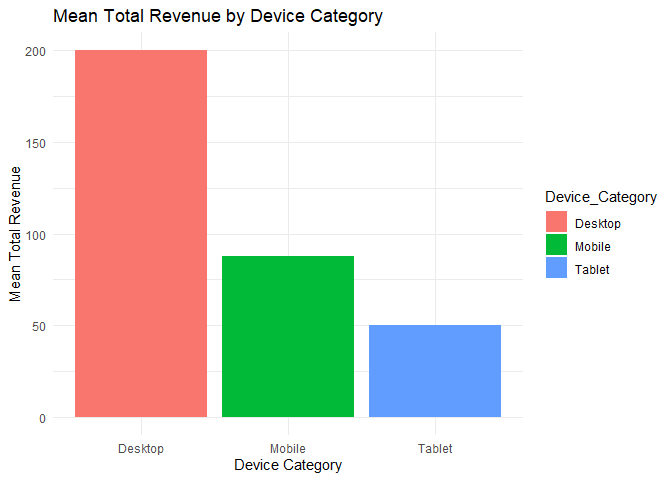 Mean Total Revenue by Device Category
Mean Total Revenue
200
150
100
50
0
Desktop
Mobile
Tablet
Device Category
Device_Category
Desktop
Mobile
Tablet